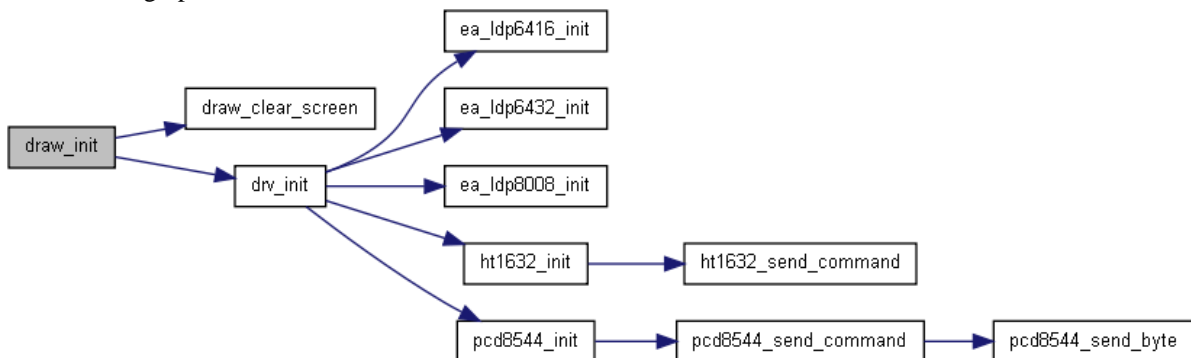 ea_ldp6416_init
draw_clear_screen
ea_ldp6432_init
draw_init
drv_init
ea_ldp8008_init
ht1632_init
ht1632_send_command
pcd8544_init
pcd8544_send_command
pcd8544_send_byte